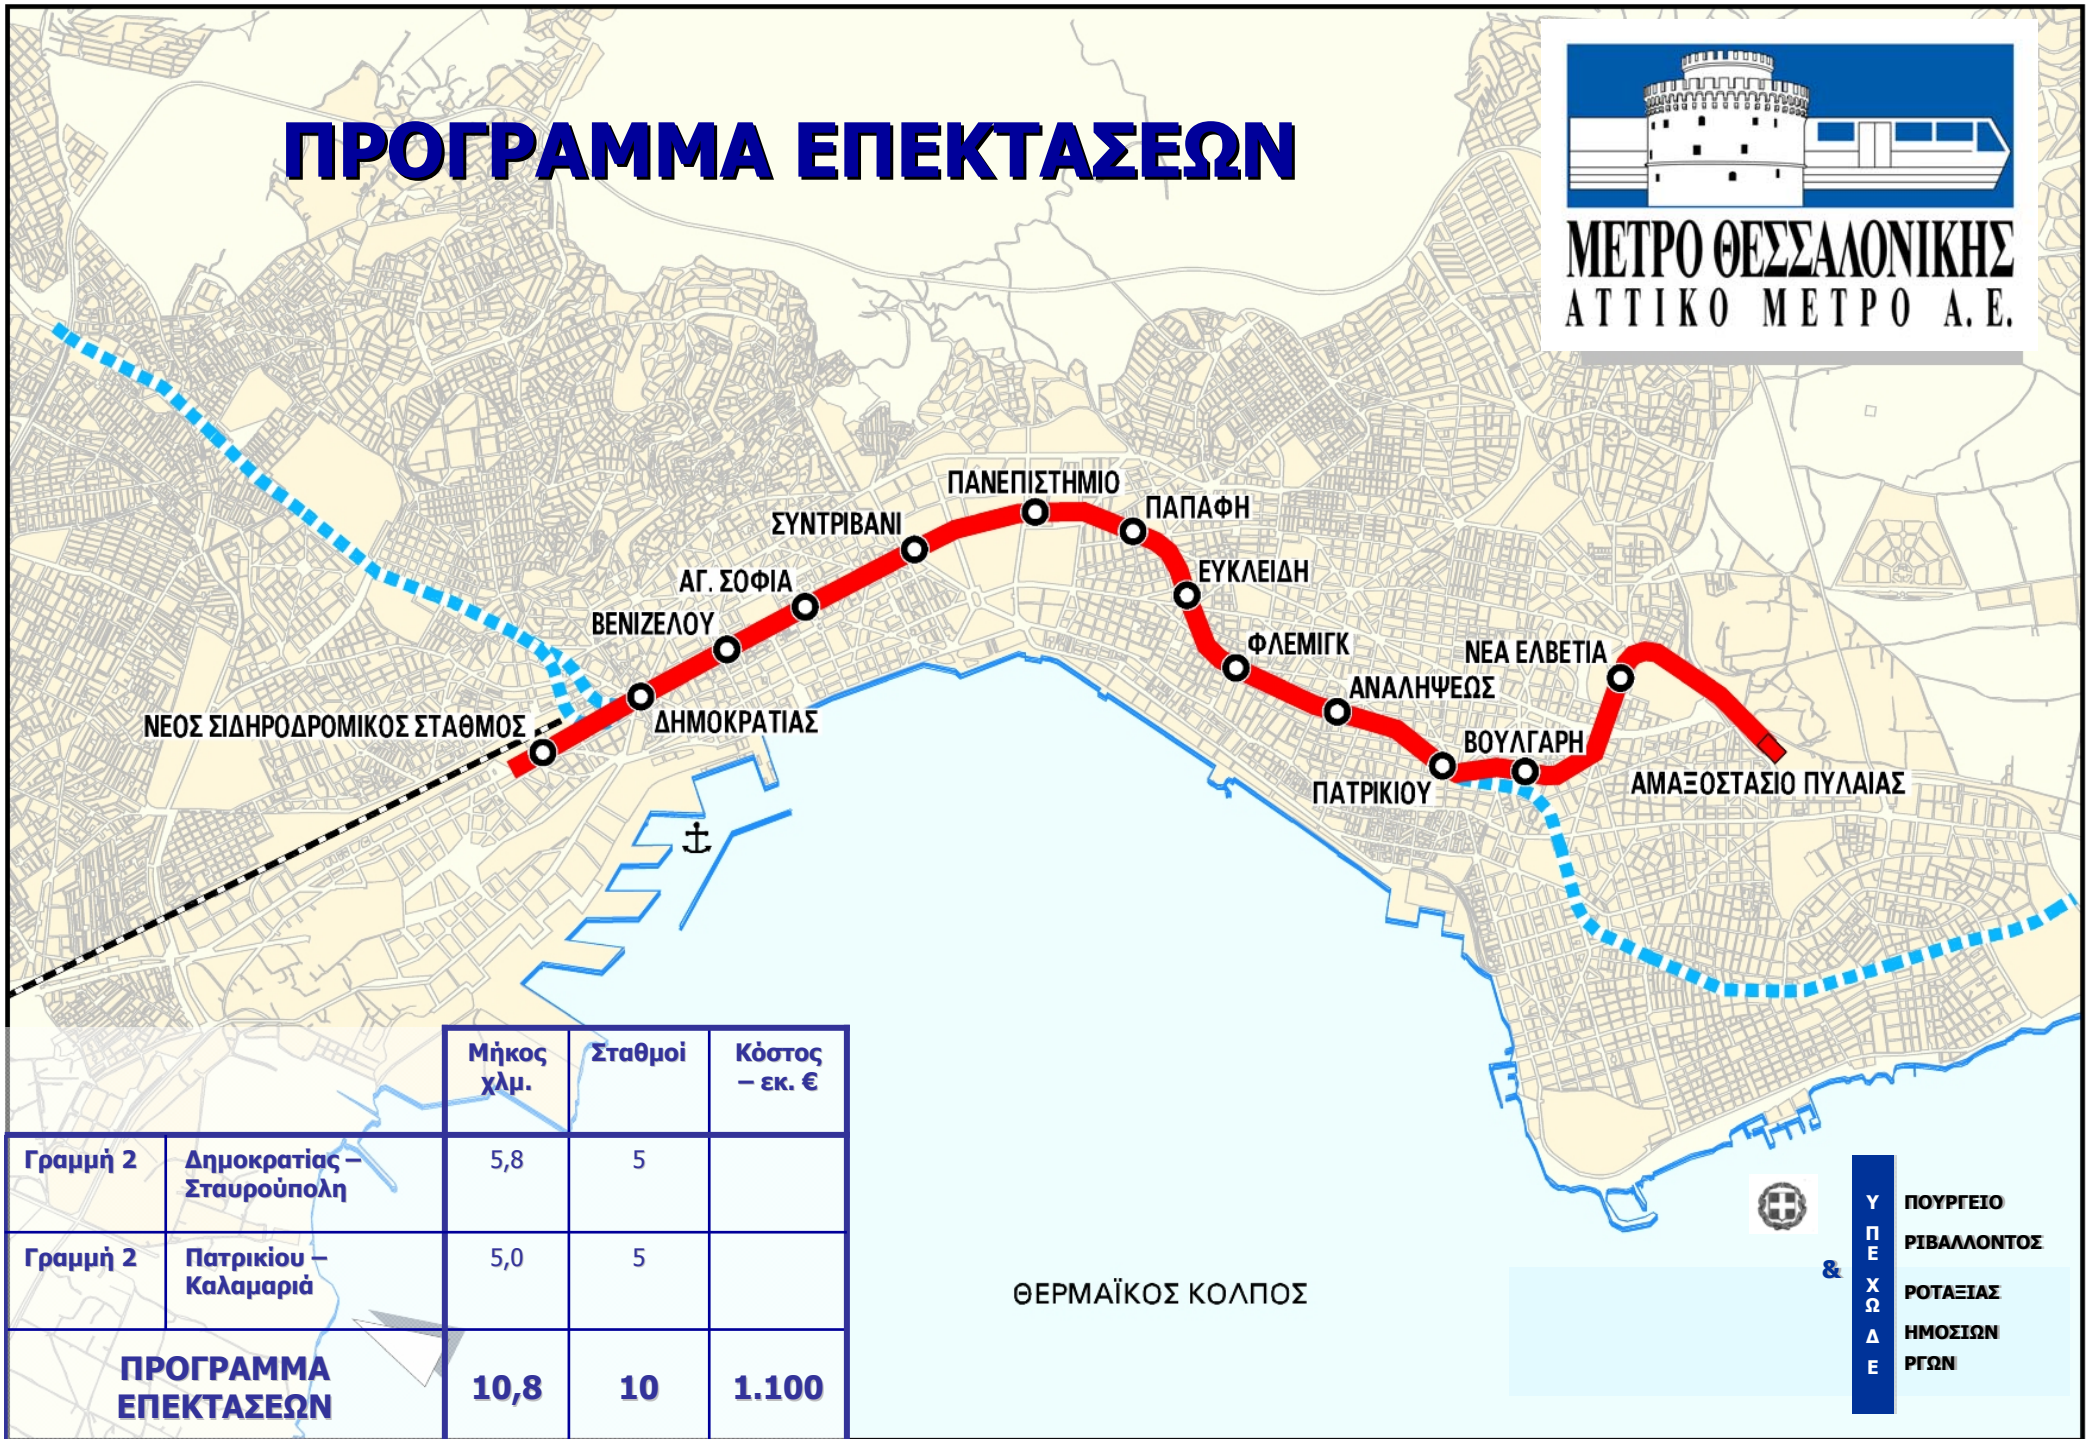 ΠΡΟΓΡΑΜΜΑ ΕΠΕΚΤΑΣΕΩΝ
ΜΕΤΡΟ ΘΕΣΣΑΛΟΝΙΚΗΣ
ΑΤΤΙΚΟ ΜΕΤΡΟ Α.Ε.
ΠΑΝΕΠΙΣΤΗΜΙΟ
ΠΑΠΑΦΗ
ΣΥΝΤΡΙΒΑΝΙ
ΕΥΚΛΕΙΔΗ
ΑΓ. ΣΟΦΙΑ
ΒΕΝΙΖΕΛΟΥ
ΦΛΕΜΙΓΚ
ΝΕΑ ΕΛΒΕΤΙΑ
ΑΝΑΛΗΨΕΩΣ
ΝΕΟΣ ΣΙΔΗΡΟΔΡΟΜΙΚΟΣ ΣΤΑΘΜΟΣ
ΔΗΜΟΚΡΑΤΙΑΣ
ΒΟΥΛΓΑΡΗ
ΠΑΤΡΙΚΙΟΥ
ΑΜΑΞΟΣΤΑΣΙΟ ΠΥΛΑΙΑΣ
Μήκος χλμ. Σταθμοί Κόστος – εκ. €
Γραμμή 2 Δημοκρατίας – Σταυρούπολη 5,8 5
Γραμμή 2 Πατρικίου – Καλαμαριά 5,0 5
ΠΡΟΓΡΑΜΜΑ ΕΠΕΚΤΑΣΕΩΝ 10,8 10 1.100
ΘΕΡΜΑΪΚΟΣ ΚΟΛΠΟΣ
Υ ΠΟΥΡΓΕΙΟ
ΠΕ ΡΙΒΑΛΛΟΝΤΟΣ
&
ΧΩ ΡΟΤΑΞΙΑΣ
Δ ΗΜΟΣΙΩΝ
Ε ΡΓΩΝ